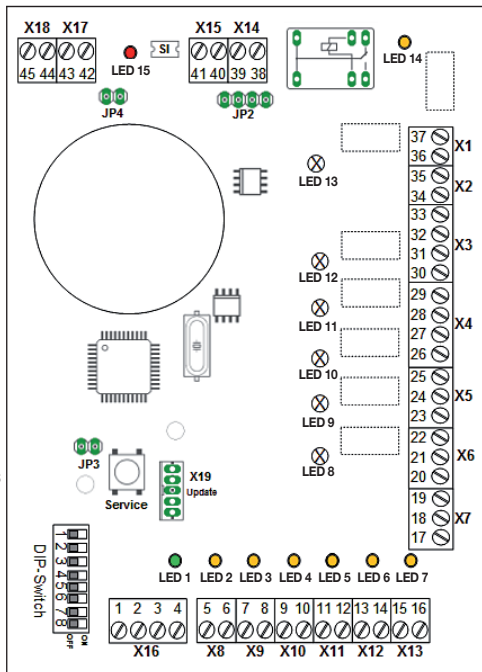 X18 X17 X15 X14
45 44 43 42 LED 15 SI 41 40 39 38 LED 14
JP4 JP2
37 X1
36
LED 13
35 X2
34
33
32 X3
31
30
LED 12
29
28 X4
LED 11
27
26
LED 10
25
24 X5
23
LED 9
22
21 X6
20
LED 8
JP3
Service
X19
Update
19
18 X7
17
DIP-Switch
1
2
3
4
5
6
7
8
OFF ON
LED 1 LED 2 LED 3 LED 4 LED 5 LED 6 LED 7
1 2 3 4 5 6 7 8 9 10 11 12 13 14 15 16
X16 X8 X9 X10 X11 X12 X13